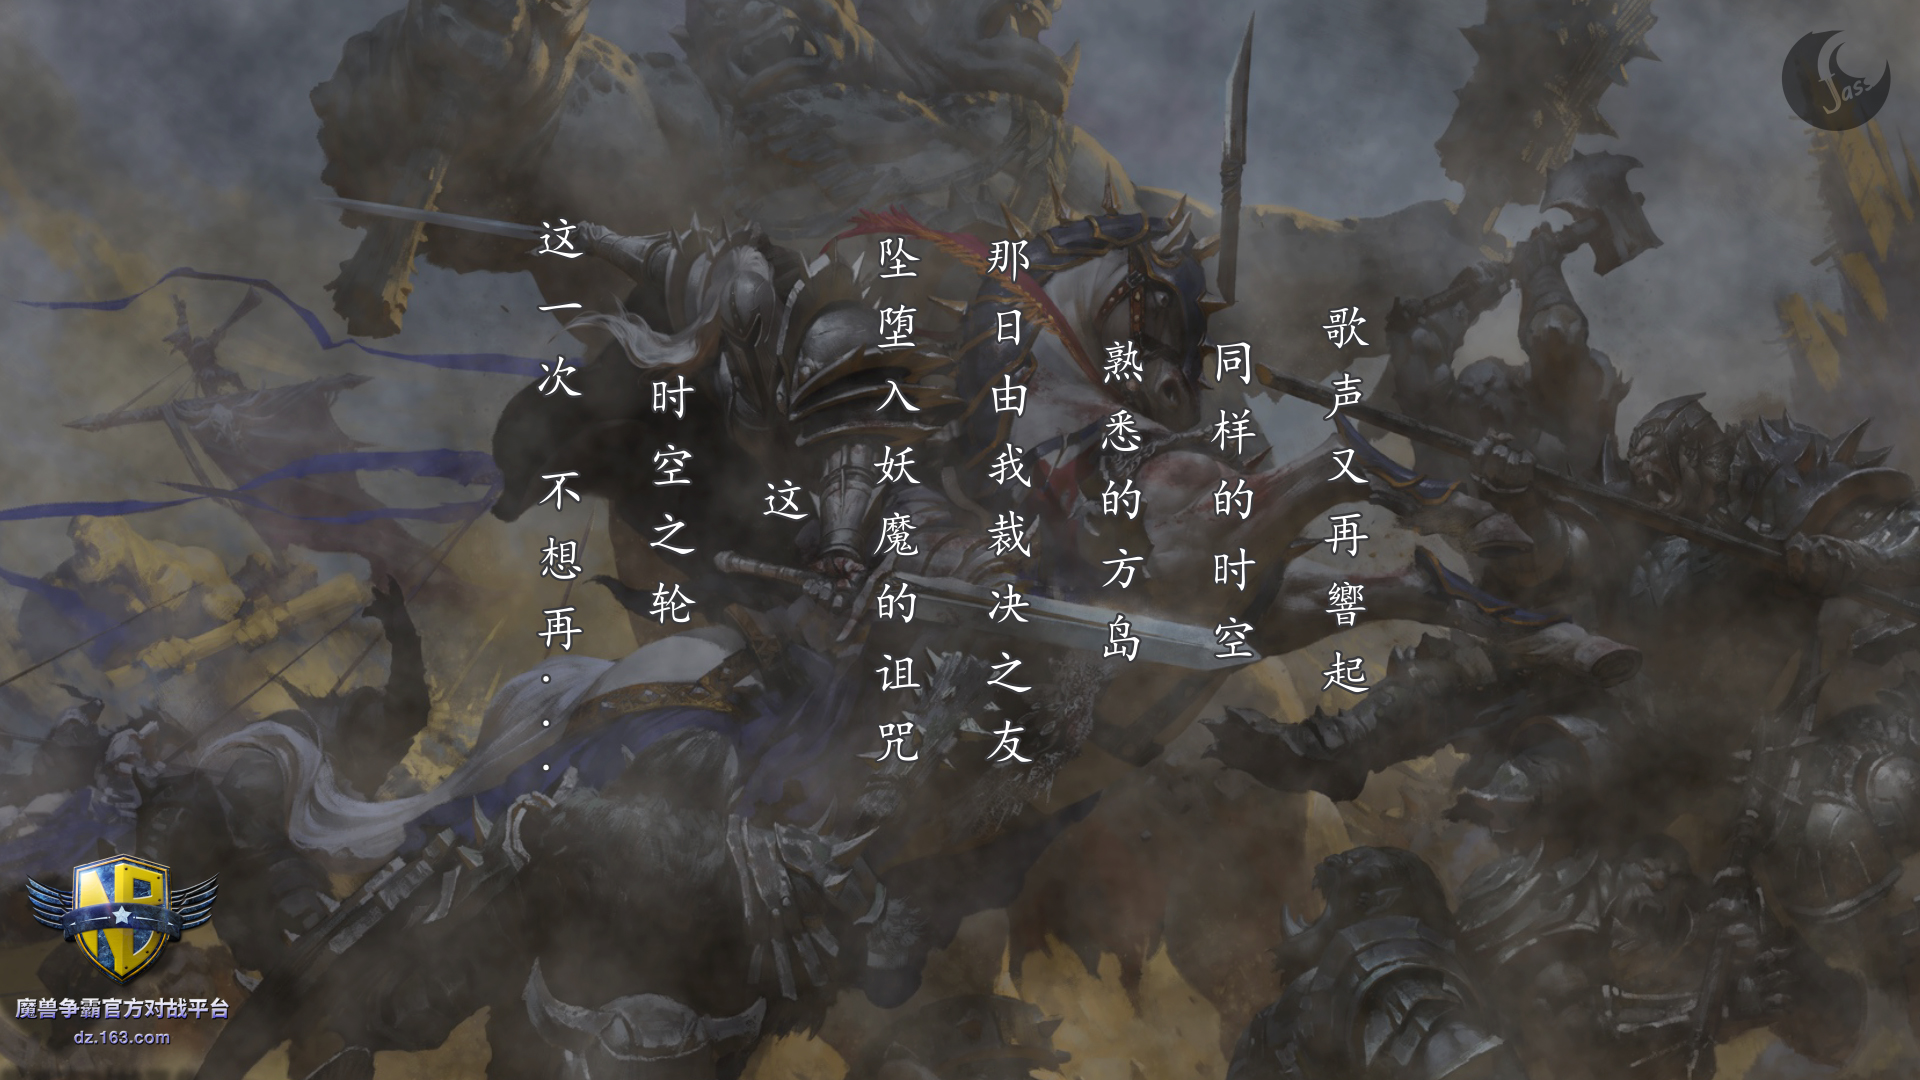 歌声又再響起
同样的时空
熟悉的方岛
那日由我裁决之友
坠堕入妖魔的诅咒
这
时空之轮
这一次 不想再...
Jass
NB
魔兽争霸官方对战平台
dz.163.com